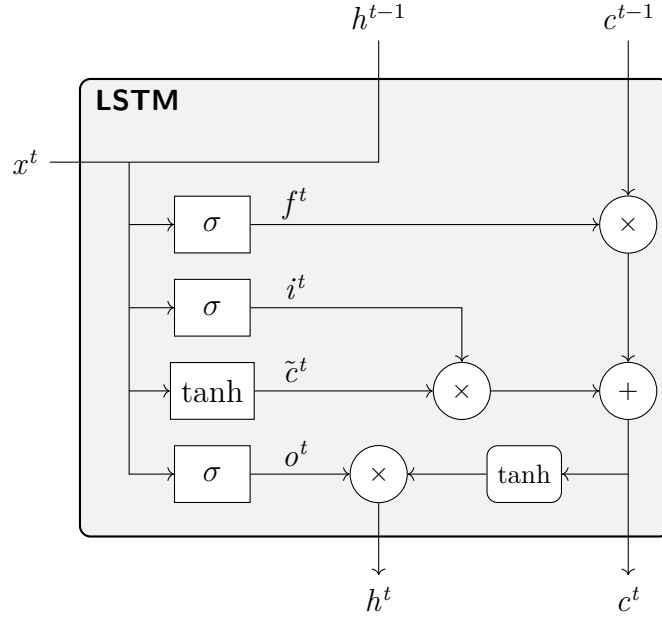 h^{t−1} c^{t−1}
LSTM
x^t
σ f^t ×
σ i^t
tanh c̃^t × +
σ o^t × tanh
h^t c^t